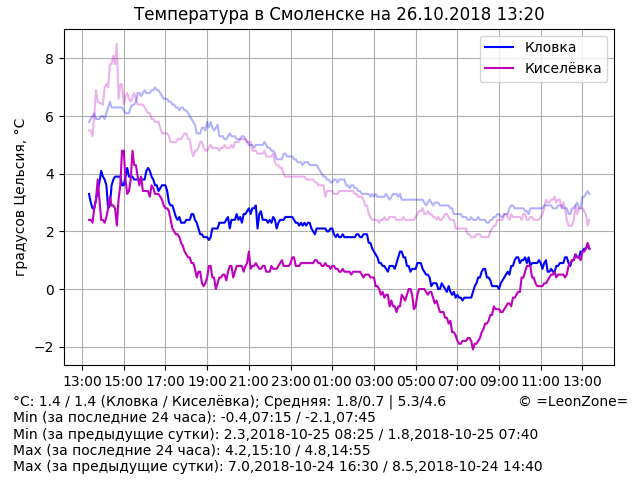 Температура в Смоленске на 26.10.2018 13:20
Кловка
Киселёвка
градусов Цельсия, °C
8
6
4
2
0
−2
13:00 15:00 17:00 19:00 21:00 23:00 01:00 03:00 05:00 07:00 09:00 11:00 13:00
°C: 1.4 / 1.4 (Кловка / Киселёвка); Средняя: 1.8/0.7 | 5.3/4.6 © =LeonZone=
Min (за последние 24 часа): -0.4,07:15 / -2.1,07:45
Min (за предыдущие сутки): 2.3,2018-10-25 08:25 / 1.8,2018-10-25 07:40
Max (за последние 24 часа): 4.2,15:10 / 4.8,14:55
Max (за предыдущие сутки): 7.0,2018-10-24 16:30 / 8.5,2018-10-24 14:40